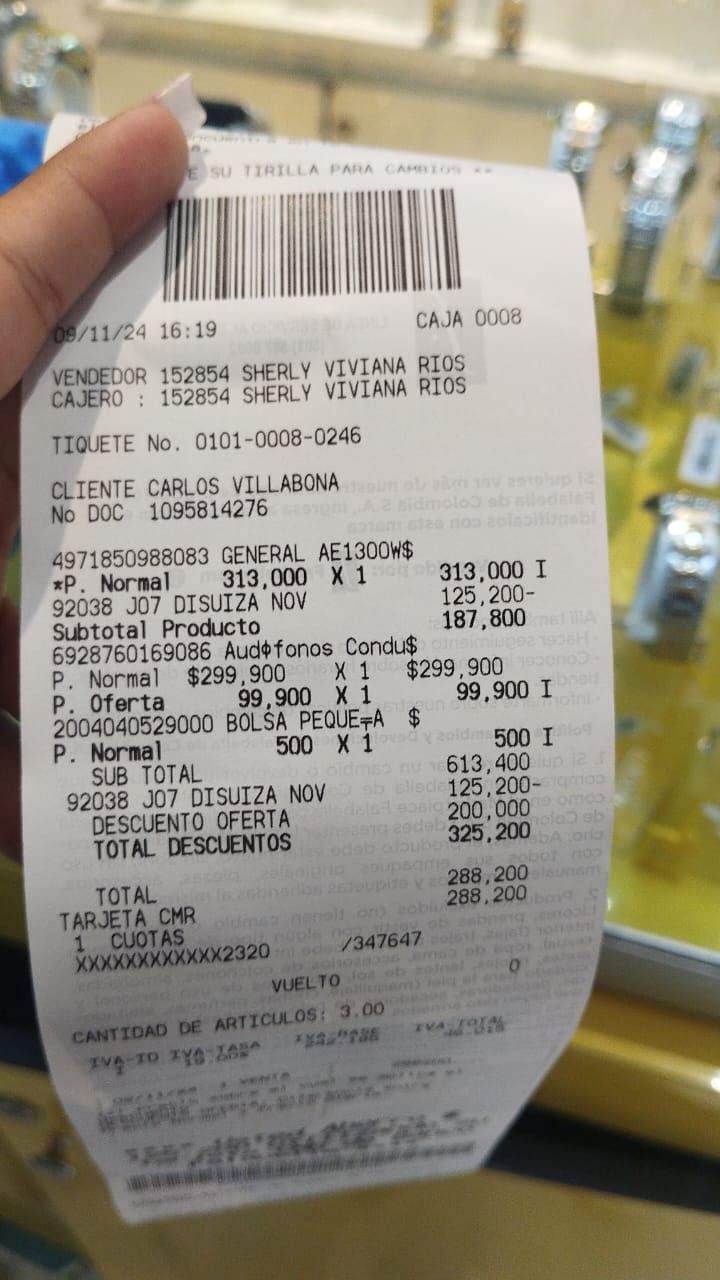 E SU TIRILLA PARA CAMBIOS **
09/11/24 16:19 CAJA 0008
VENDEDOR 152854 SHERLY VIVIANA RIOS
CAJERO : 152854 SHERLY VIVIANA RIOS
TIQUETE No. 0101-0008-0246
CLIENTE CARLOS VILLABONA
No DOC 1095814276
4971850988083 GENERAL AE1300W$
*P. Normal 313,000 X 1 313,000 I
92038 J07 DISUIZA NOV 125,200-
Subtotal Producto 187,800
6928760169086 Aud¢fonos Condu$
P. Normal $299,900 X 1 $299,900
P. Oferta 99,900 X 1 99,900 I
2004040529000 BOLSA PEQUE╤A $
P. Normal 500 X 1 500 I
SUB TOTAL 613,400
92038 J07 DISUIZA NOV 125,200-
DESCUENTO OFERTA 200,000
TOTAL DESCUENTOS 325,200
288,200
TOTAL 288,200
TARJETA CMR
1 CUOTAS
XXXXXXXXXXXX2320 /347647
VUELTO 0
CANTIDAD DE ARTICULOS: 3.00
IVA-ID IVA-TASA IVA-BASE IVA-TOTAL